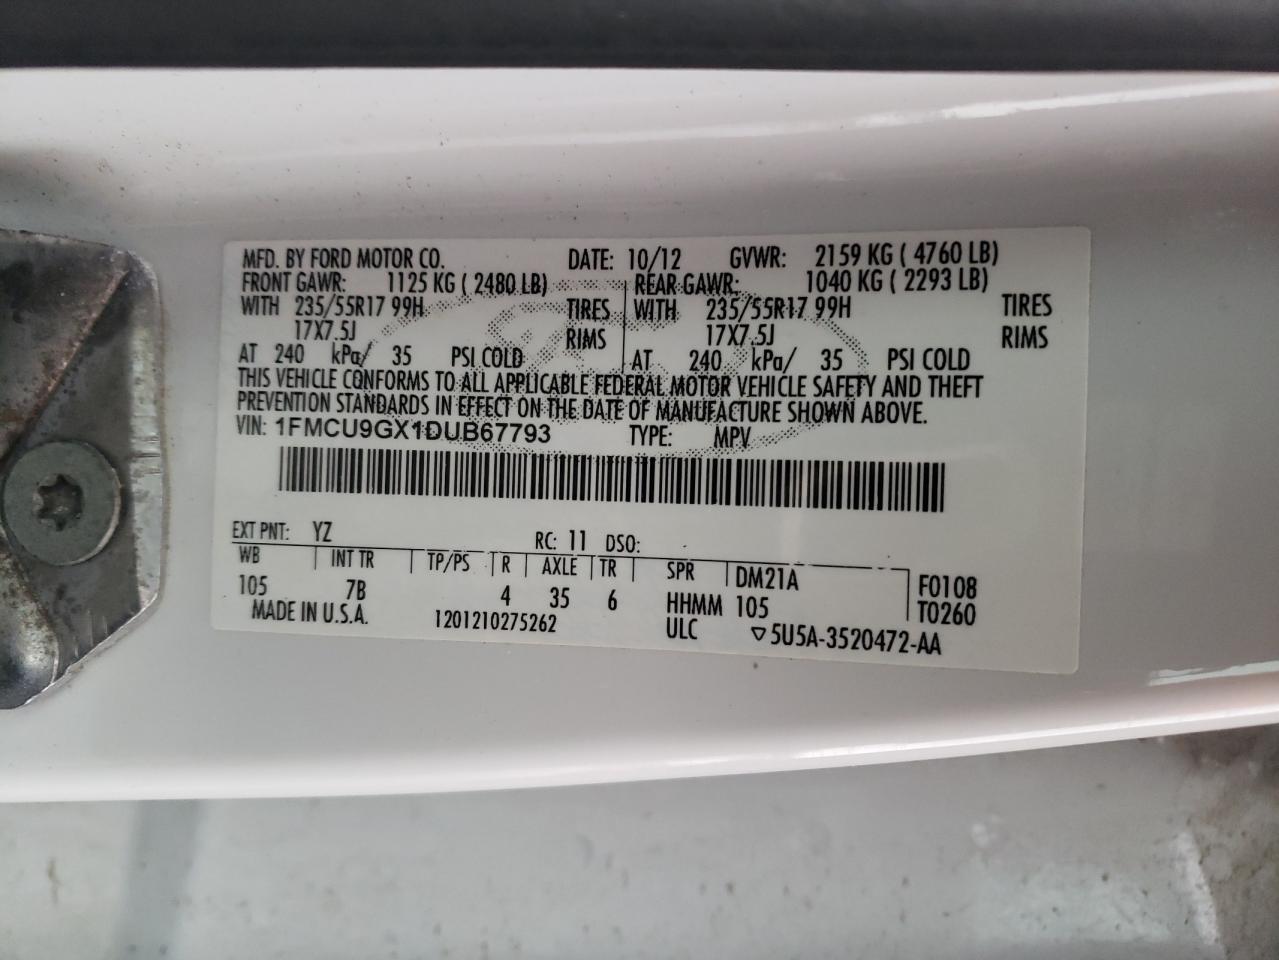 MFD. BY FORD MOTOR CO. DATE: 10/12 GVWR: 2159 KG ( 4760 LB)
FRONT GAWR: 1125 KG ( 2480 LB) REAR GAWR: 1040 KG ( 2293 LB)
WITH 235/55R17 99H TIRES WITH 235/55R17 99H TIRES
17X7.5J RIMS 17X7.5J RIMS
AT 240 kPa/ 35 PSI COLD AT 240 kPa/ 35 PSI COLD
THIS VEHICLE CONFORMS TO ALL APPLICABLE FEDERAL MOTOR VEHICLE SAFETY AND THEFT
PREVENTION STANDARDS IN EFFECT ON THE DATE OF MANUFACTURE SHOWN ABOVE.
VIN: 1FMCU9GX1DUB67793 TYPE: MPV
EXT PNT: YZ RC: 11 DSO:
WB INT TR TP/PS R AXLE TR SPR DM21A F0108
105 7B 4 35 6 HHMM 105 T0260
MADE IN U.S.A. 1201210275262 ULC ▽5U5A-3520472-AA